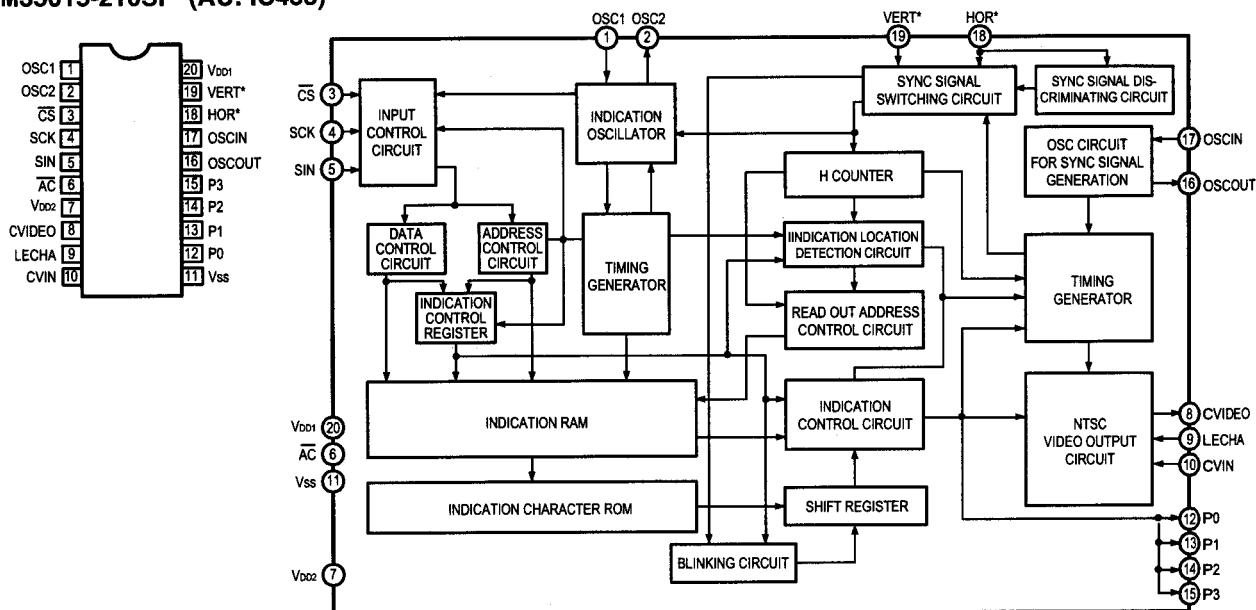 OSC1 1
OSC2 2
CS 3
SCK 4
SIN 5
AC 6
VDD2 7
CVIDEO 8
LECHA 9
CVIN 10
20 VDD1
19 VERT*
18 HOR*
17 OSCIN
16 OSCOUT
15 P3
14 P2
13 P1
12 P0
11 Vss
OSC1 OSC2
1 2
VERT* HOR*
19 18
CS 3
SCK 4
SIN 5
INPUT
CONTROL
CIRCUIT
INDICATION
OSCILLATOR
SYNC SIGNAL
SWITCHING CIRCUIT
SYNC SIGNAL DIS-
CRIMINATING CIRCUIT
OSC CIRCUIT
FOR SYNC SIGNAL
GENERATION
17 OSCIN
16 OSCOUT
H COUNTER
DATA
CONTROL
CIRCUIT
ADDRESS
CONTROL
CIRCUIT
TIMING
GENERATOR
IINDICATION LOCATION
DETECTION CIRCUIT
TIMING
GENERATOR
INDICATION
CONTROL
REGISTER
READ OUT ADDRESS
CONTROL CIRCUIT
INDICATION RAM
INDICATION
CONTROL CIRCUIT
NTSC
VIDEO OUTPUT
CIRCUIT
8 CVIDEO
9 LECHA
10 CVIN
VDD1 20
AC 6
Vss 11
INDICATION CHARACTER ROM
SHIFT REGISTER
12 P0
13 P1
14 P2
15 P3
BLINKING CIRCUIT
VDD2 7